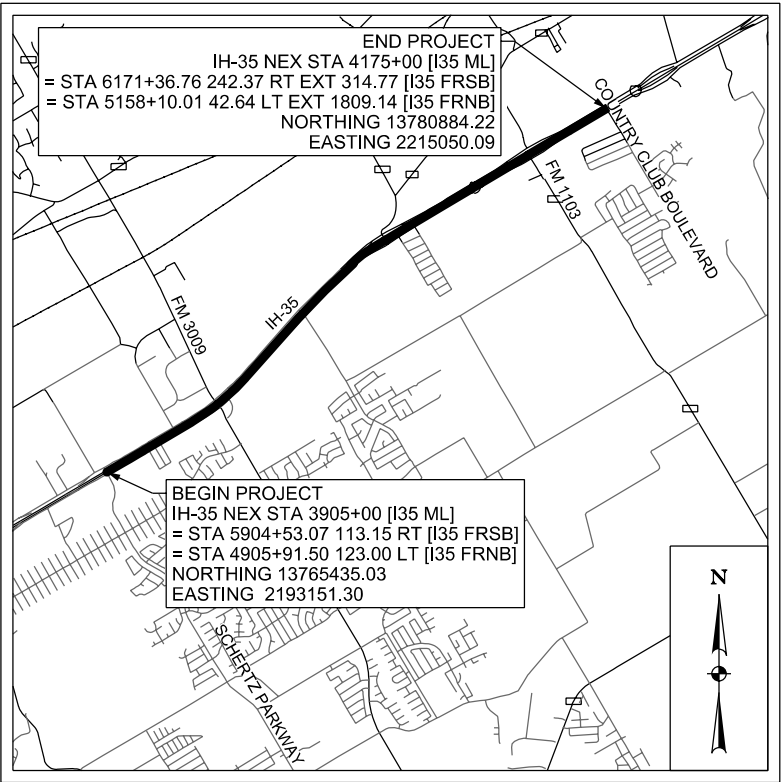 END PROJECT
IH-35 NEX STA 4175+00 [I35 ML]
= STA 6171+36.76 242.37 RT EXT 314.77 [I35 FRSB]
= STA 5158+10.01 42.64 LT EXT 1809.14 [I35 FRNB]
NORTHING 13780884.22
EASTING 2215050.09
COUNTRY CLUB BOULEVARD
FM 1103
FM 3009
IH-35
BEGIN PROJECT
IH-35 NEX STA 3905+00 [I35 ML]
= STA 5904+53.07 113.15 RT [I35 FRSB]
= STA 4905+91.50 123.00 LT [I35 FRNB]
NORTHING 13765435.03
EASTING 2193151.30
SCHERTZ PARKWAY
N